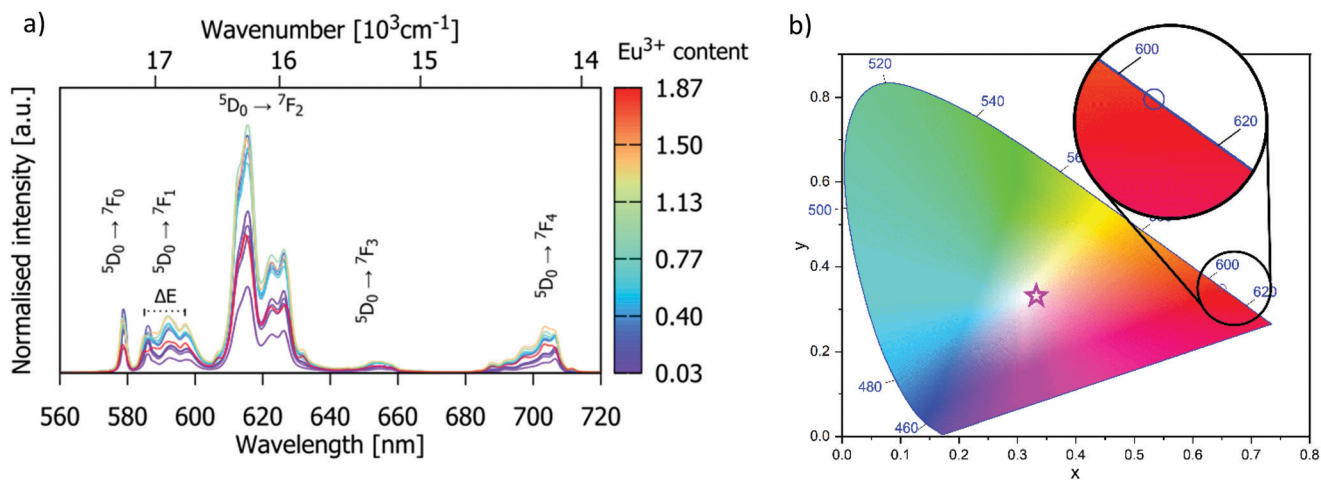 a)
Wavenumber [10³cm⁻¹]
17 16 15 14
Normalised intensity [a.u.]
⁵D₀ → ⁷F₀
⁵D₀ → ⁷F₁
ΔE
⁵D₀ → ⁷F₂
⁵D₀ → ⁷F₃
⁵D₀ → ⁷F₄
560 580 600 620 640 660 680 700 720
Wavelength [nm]
Eu³⁺ content
1.87
1.50
1.13
0.77
0.40
0.03
b)
0.8
0.6
0.4
0.2
0.0
y
0.0 0.1 0.2 0.3 0.4 0.5 0.6 0.7 0.8
x
520
540
500
480
460
600
620
600
620